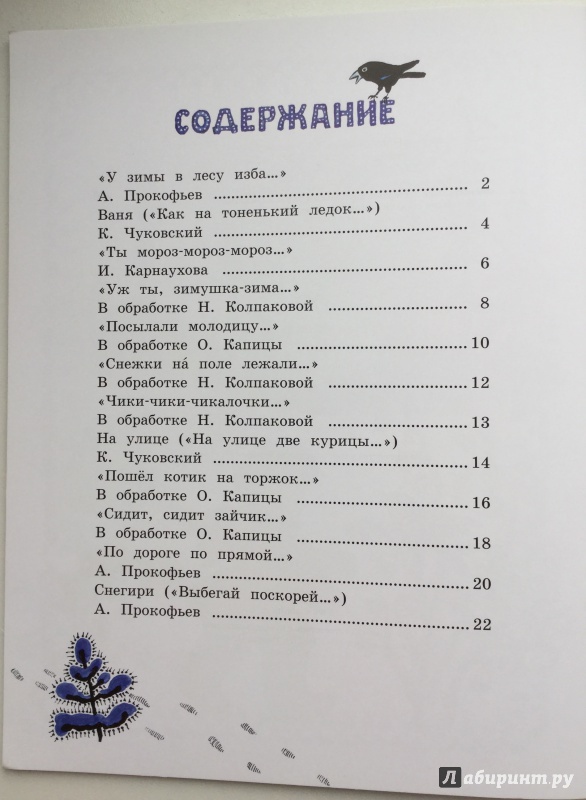 СОДЕРЖАНИЕ
«У зимы в лесу изба...»
А. Прокофьев ........ 2
Ваня («Как на тоненький ледок...»)
К. Чуковский ........ 4
«Ты мороз-мороз-мороз...»
И. Карнаухова ........ 6
«Уж ты, зимушка-зима...»
В обработке Н. Колпаковой ........ 8
«Посылали молодицу...»
В обработке О. Капицы ........ 10
«Снежки на́ поле лежали...»
В обработке Н. Колпаковой ........ 12
«Чики-чики-чикалочки...»
В обработке Н. Колпаковой ........ 13
На улице («На улице две курицы...»)
К. Чуковский ........ 14
«Пошёл котик на торжок...»
В обработке О. Капицы ........ 16
«Сидит, сидит зайчик...»
В обработке О. Капицы ........ 18
«По дороге по прямой...»
А. Прокофьев ........ 20
Снегири («Выбегай поскорей...»)
А. Прокофьев ........ 22
Лабиринт.ру